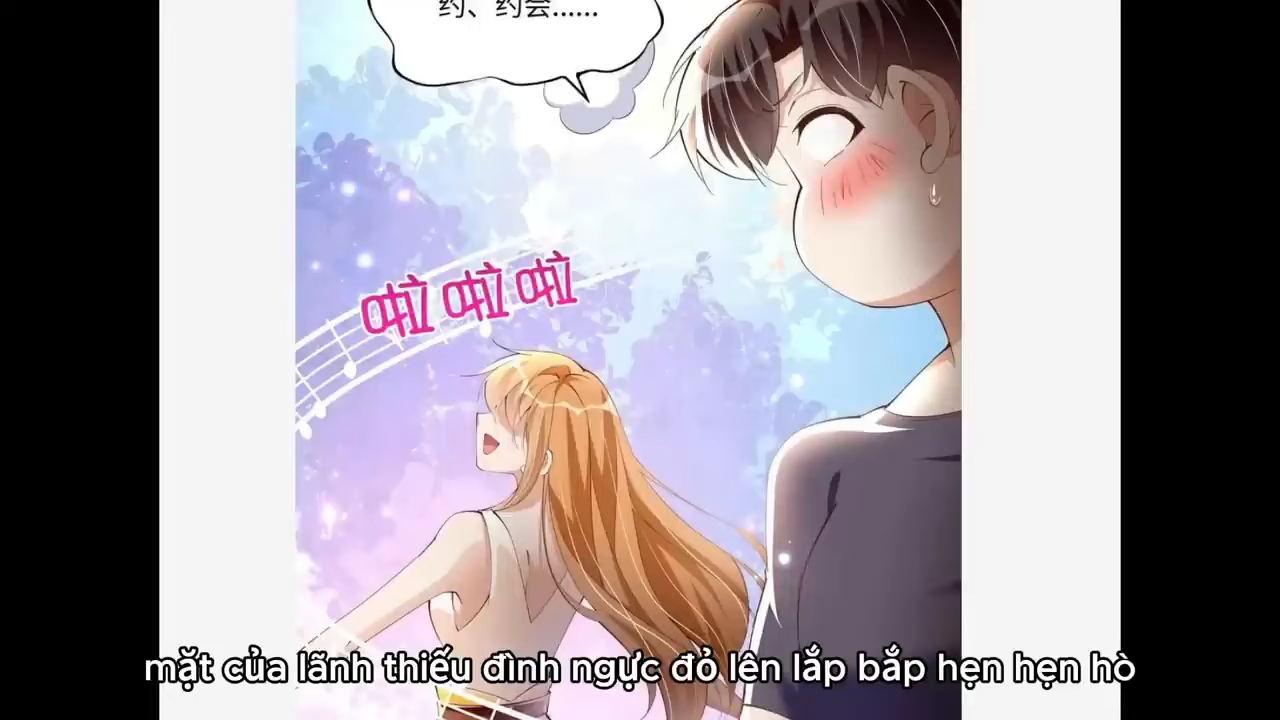 约、约会……
啦 啦 啦
mặt của lãnh thiếu đình ngực đỏ lên lắp bắp hẹn hẹn hò